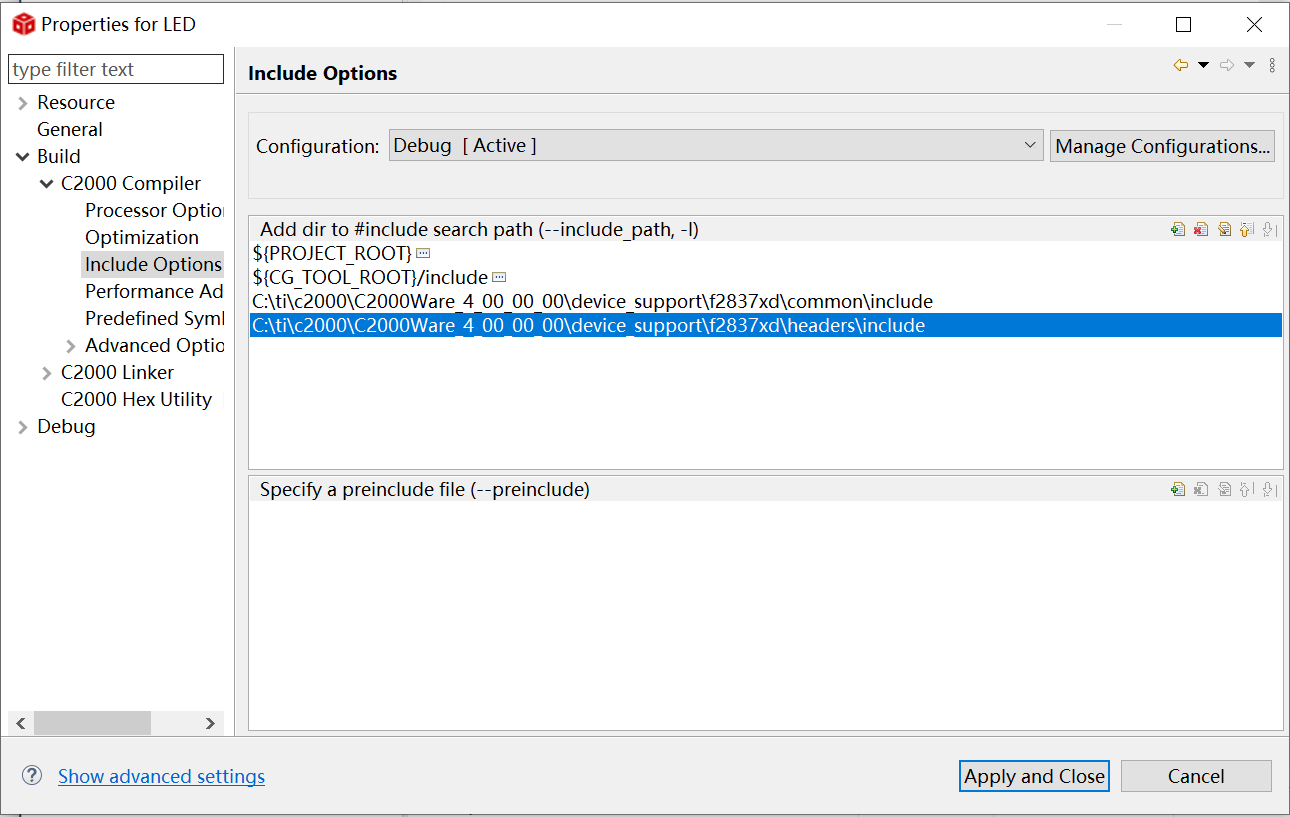 Properties for LED
type filter text
Resource
General
Build
C2000 Compiler
Processor Optio
Optimization
Include Options
Performance Ad
Predefined Syml
Advanced Optio
C2000 Linker
C2000 Hex Utility
Debug
Include Options
Configuration: Debug [ Active ] Manage Configurations...
Add dir to #include search path (--include_path, -I)
${PROJECT_ROOT}
${CG_TOOL_ROOT}/include
C:\ti\c2000\C2000Ware_4_00_00_00\device_support\f2837xd\common\include
C:\ti\c2000\C2000Ware_4_00_00_00\device_support\f2837xd\headers\include
Specify a preinclude file (--preinclude)
Show advanced settings
Apply and Close Cancel